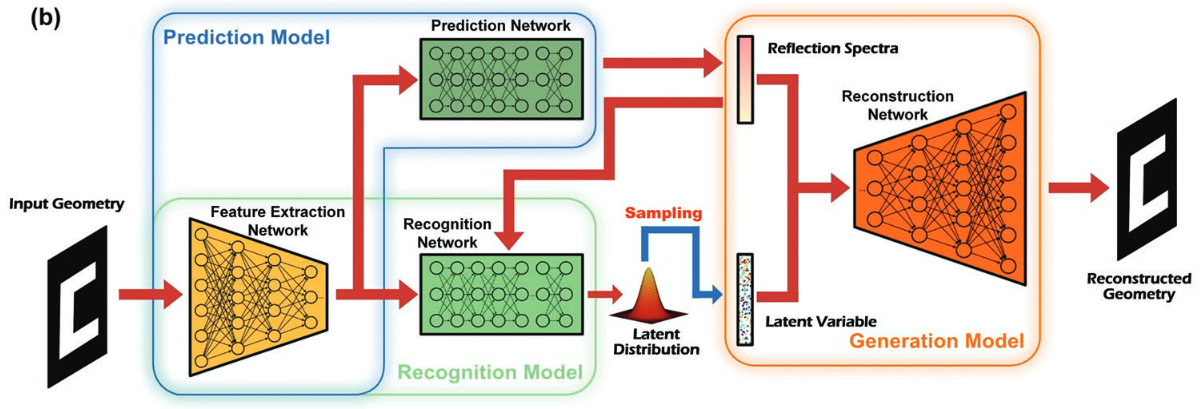 (b)
Prediction Model
Prediction Network
Reflection Spectra
Reconstruction
Network
Input Geometry
Feature Extraction
Network
Recognition
Network
Sampling
Latent
Distribution
Latent Variable
Reconstructed
Geometry
Generation Model
Recognition Model